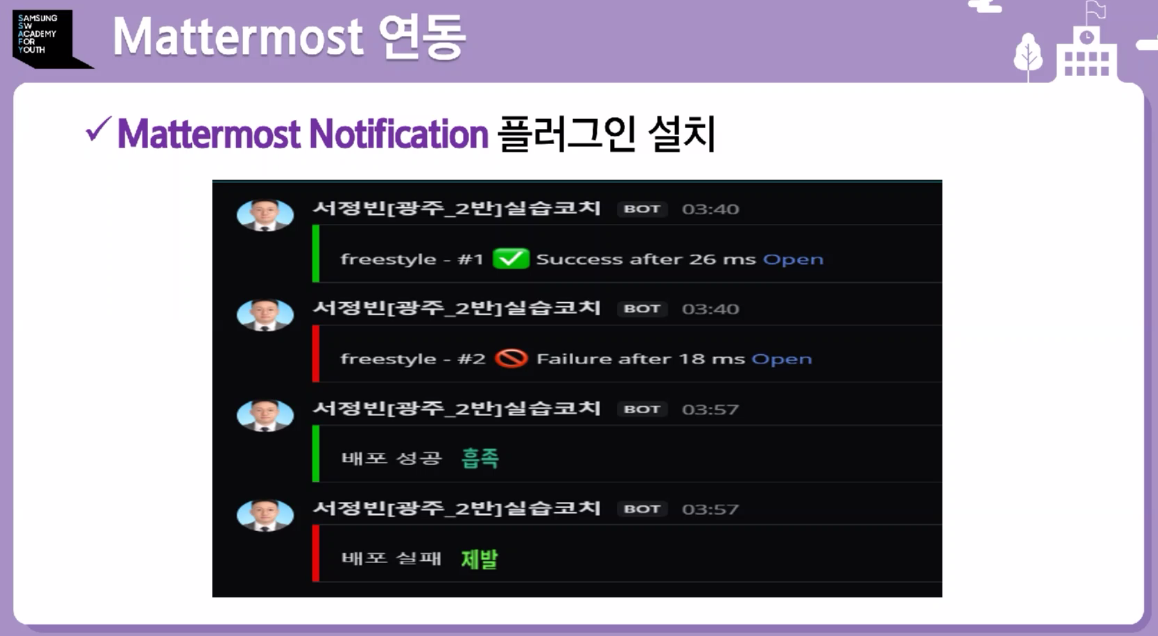 SAMSUNG
SW
ACADEMY
FOR
YOUTH
Mattermost 연동
✓Mattermost Notification 플러그인 설치
서정빈[광주_2반]실습코치 BOT 03:40
freestyle - #1 ✅ Success after 26 ms Open
서정빈[광주_2반]실습코치 BOT 03:40
freestyle - #2 🚫 Failure after 18 ms Open
서정빈[광주_2반]실습코치 BOT 03:57
배포 성공 흡족
서정빈[광주_2반]실습코치 BOT 03:57
배포 실패 제발